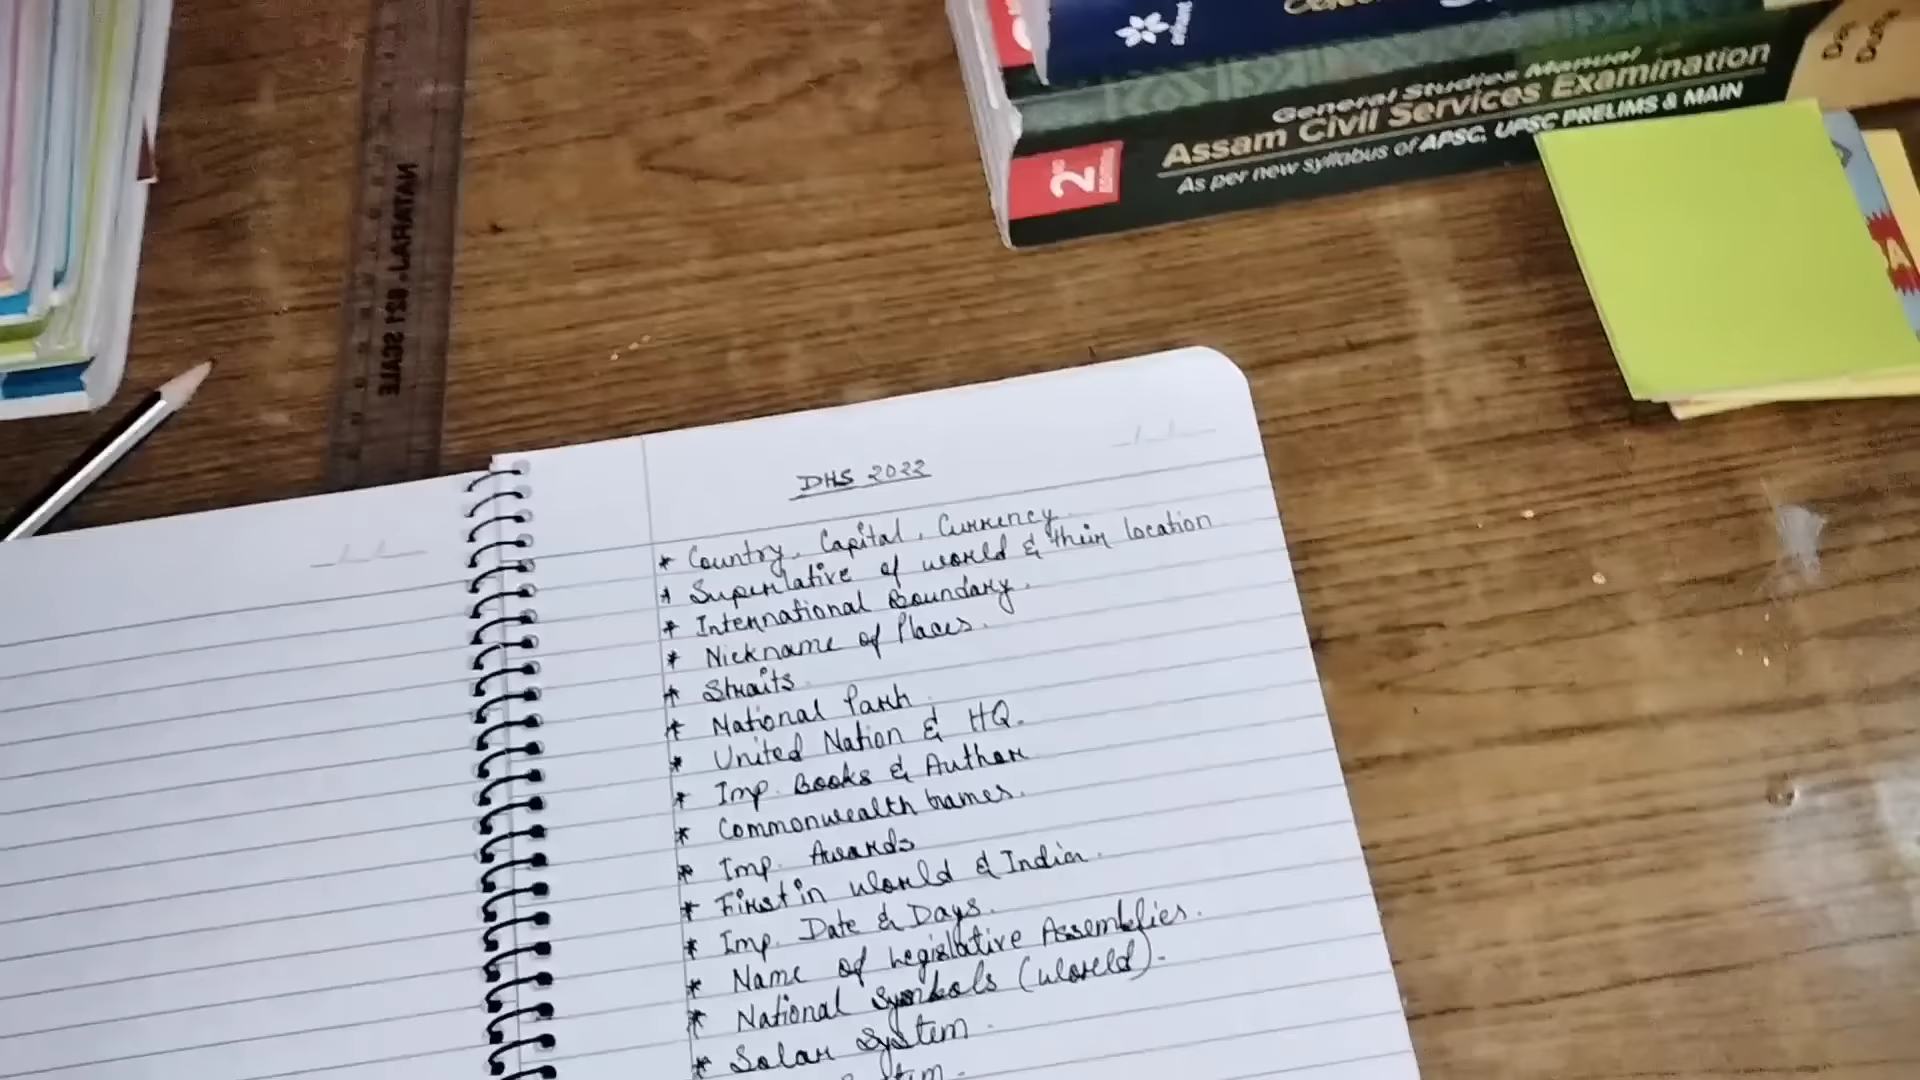 General Studies Manual
Assam Civil Services Examination
As per new syllabus of APSC, UPSC PRELIMS & MAIN
2nd
Edition
NATARAJ 621 SCALE
DHS 2022
* Country, Capital, Currency
* Superlative of world & their location
* International Boundary.
* Nickname of Places.
* Straits
* National Park
* United Nation & HQ.
* Imp. Books & Author
* Commonwealth Games.
* Imp. Awards
* First in World & India.
* Imp. Date & Days.
* Name of Legislative Assemblies.
* National Symbols (World).
* Solar System.